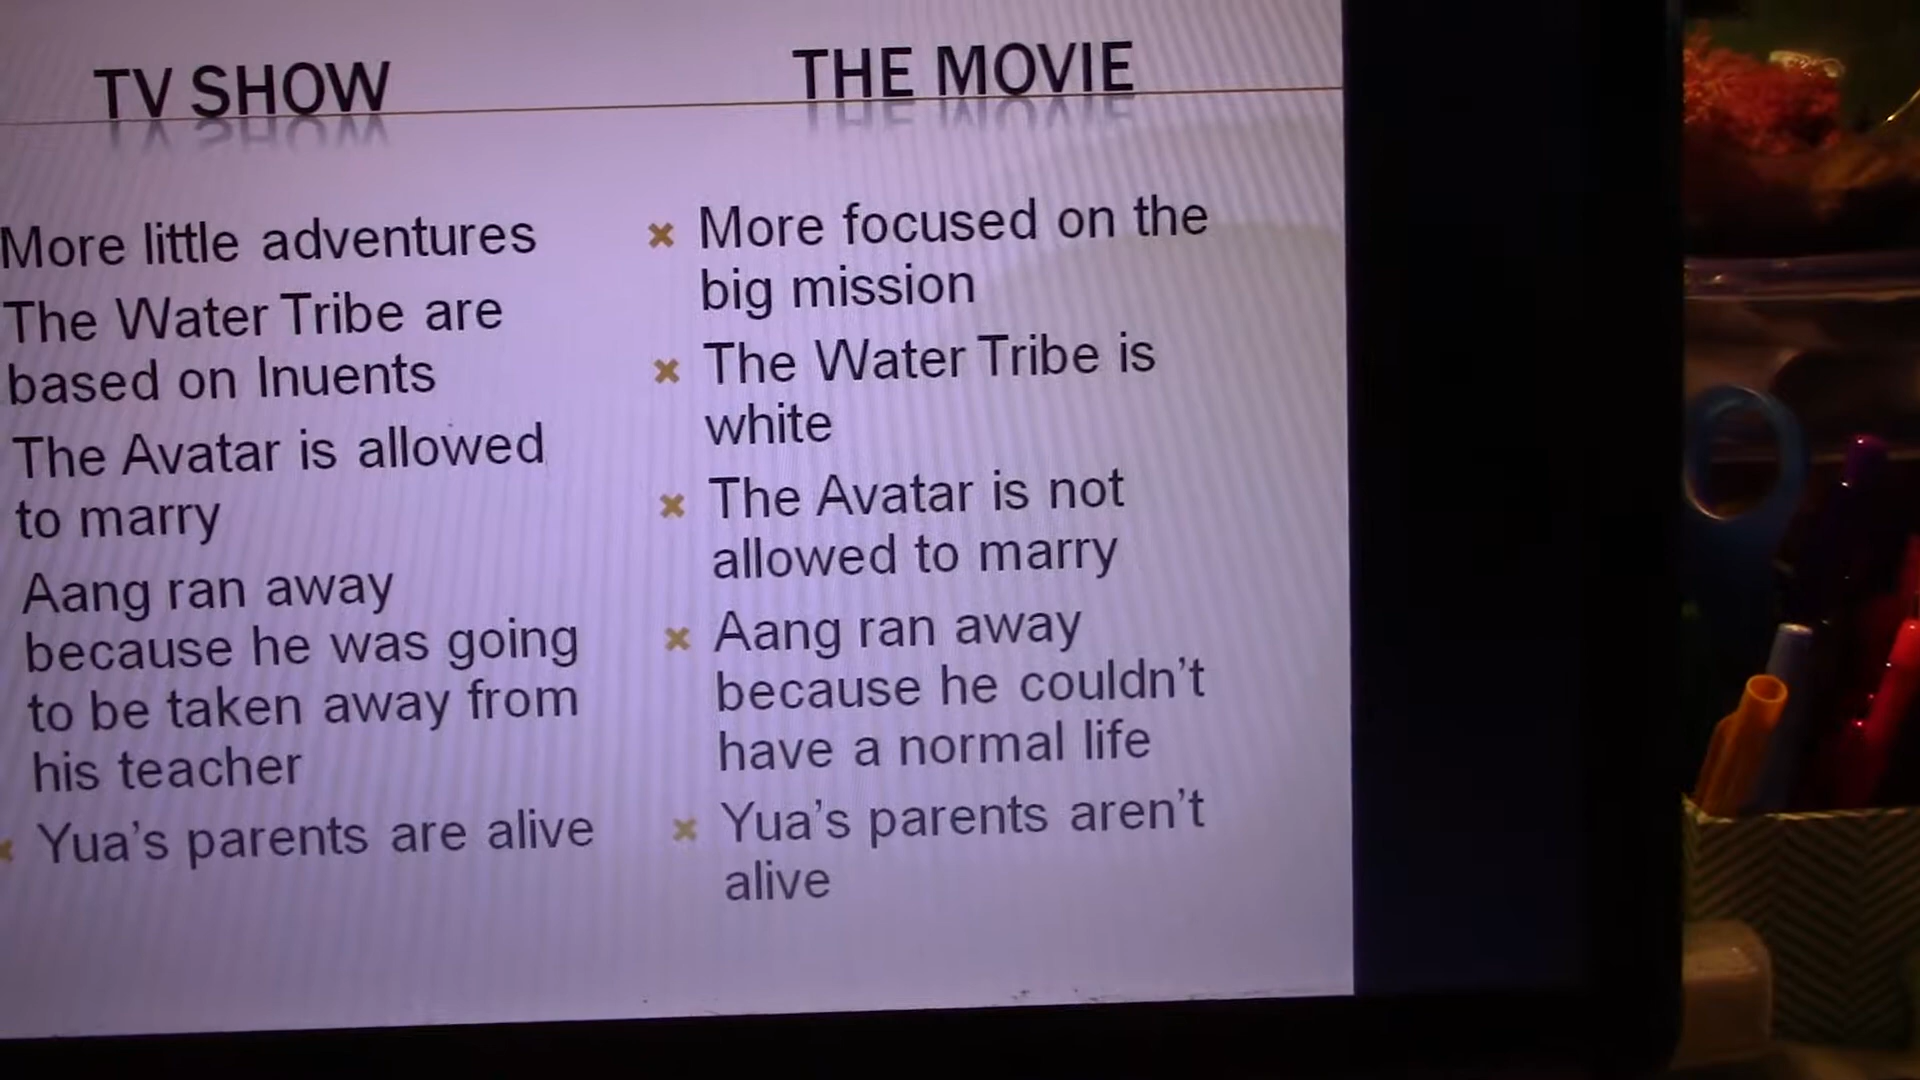 TV SHOW
More little adventures
The Water Tribe are
based on Inuents
The Avatar is allowed
to marry
Aang ran away
because he was going
to be taken away from
his teacher
Yua's parents are alive
THE MOVIE
More focused on the
big mission
The Water Tribe is
white
The Avatar is not
allowed to marry
Aang ran away
because he couldn't
have a normal life
Yua's parents aren't
alive